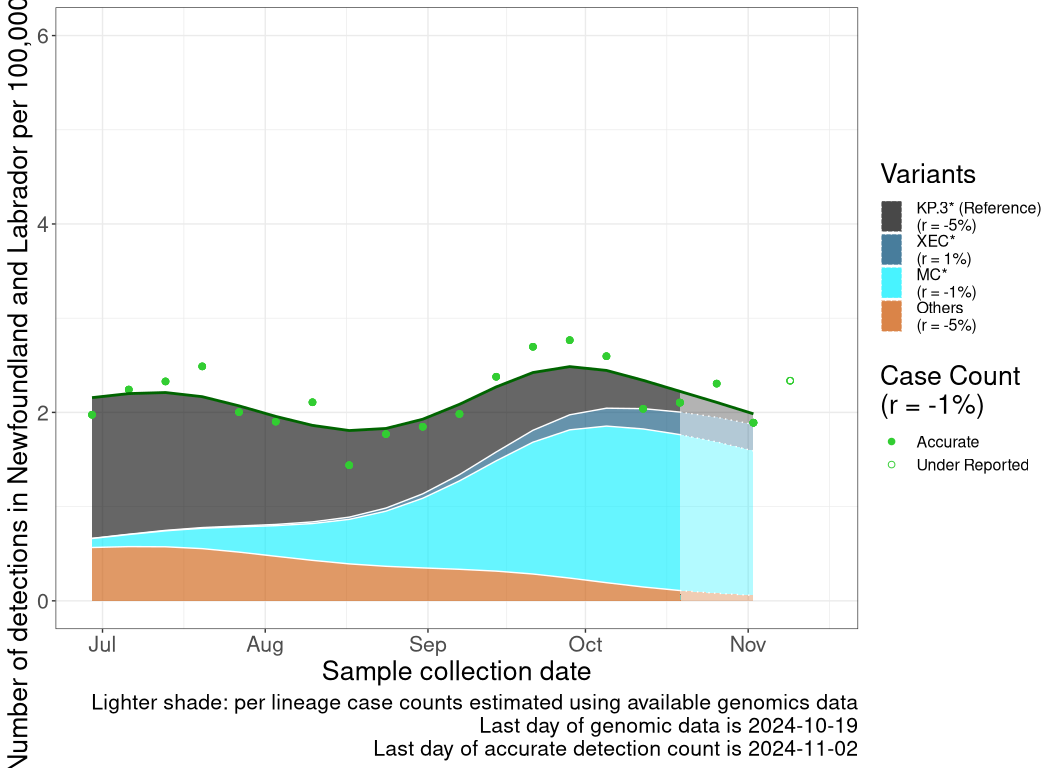 Number of detections in Newfoundland and Labrador per 100,000
6
4
2
0
Jul
Aug
Sep
Oct
Nov
Sample collection date
Lighter shade: per lineage case counts estimated using available genomics data
Last day of genomic data is 2024-10-19
Last day of accurate detection count is 2024-11-02
Variants
KP.3* (Reference)
(r = -5%)
XEC*
(r = 1%)
MC*
(r = -1%)
Others
(r = -5%)
Case Count
(r = -1%)
Accurate
Under Reported